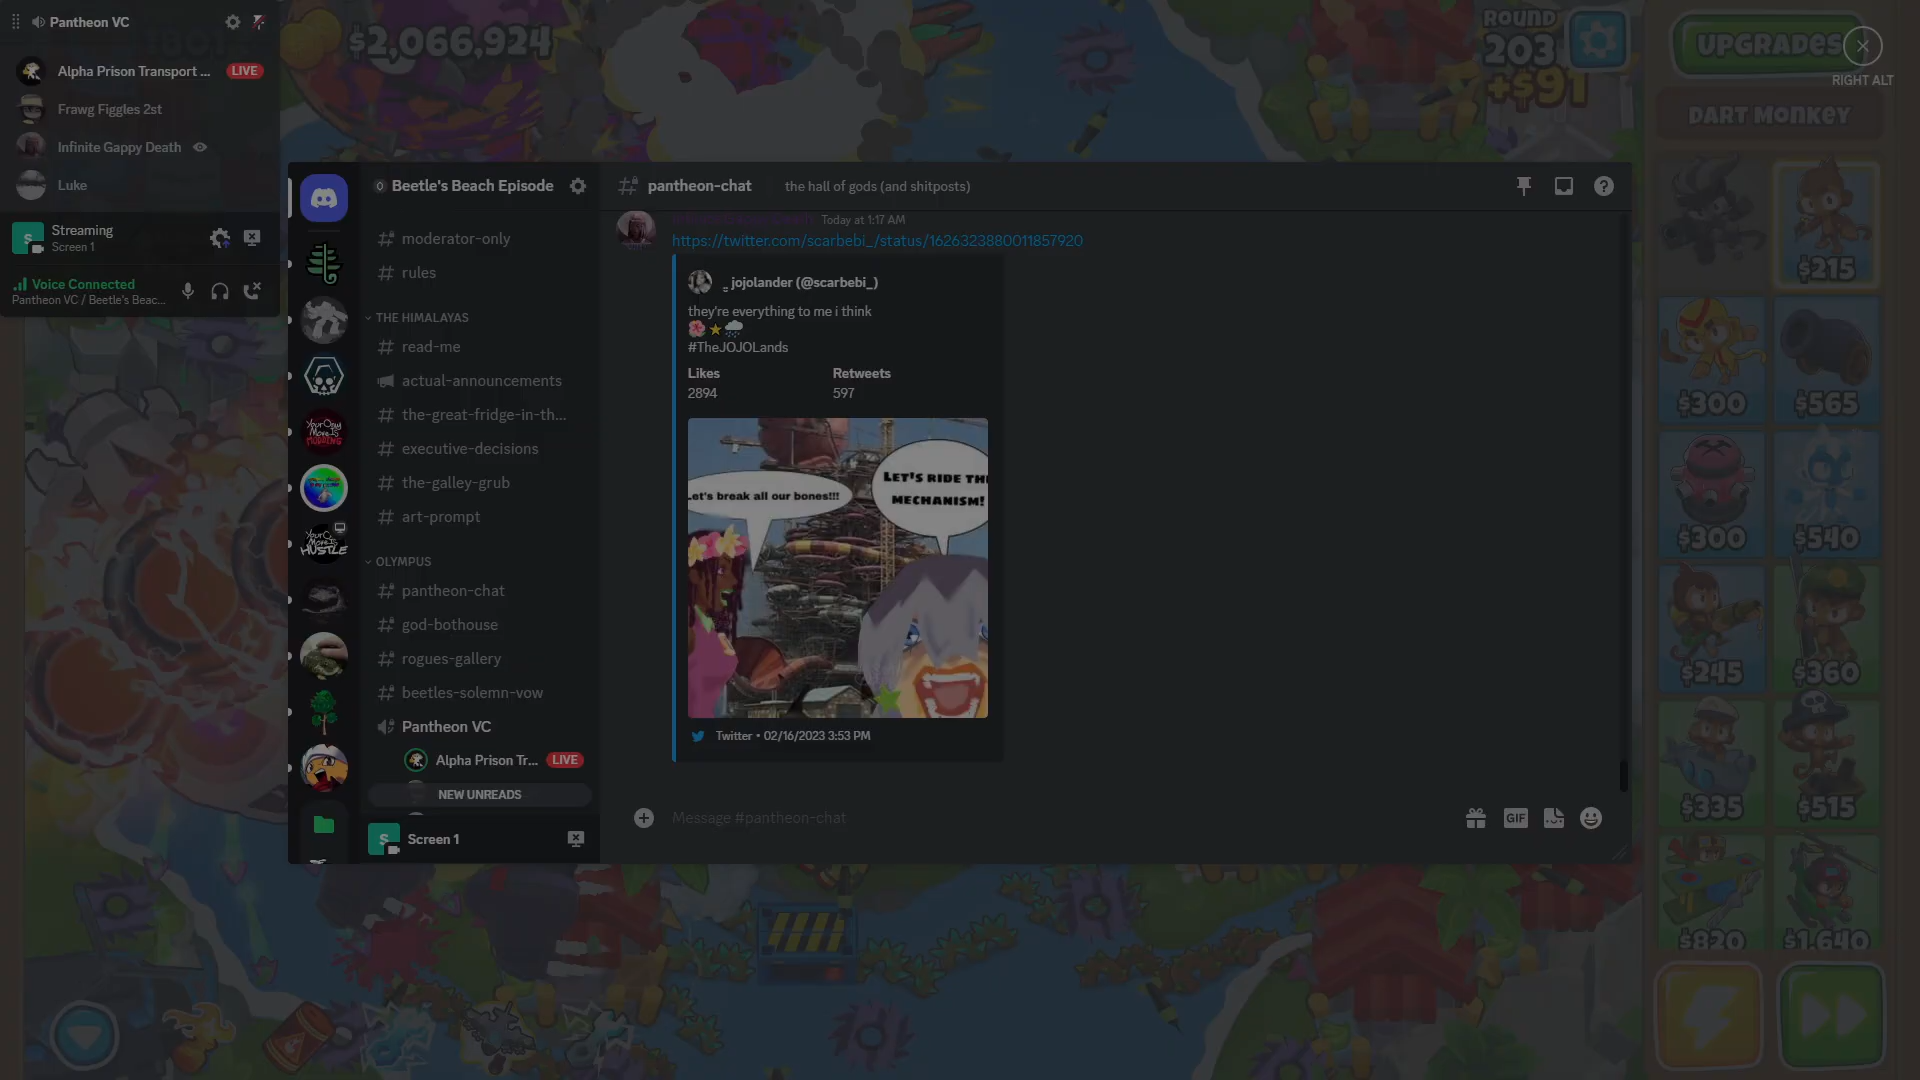 Pantheon VC
Alpha Prison Transport ... LIVE
Frawg Figgles 2st
Infinite Gappy Death
Luke
S
Streaming
Screen 1
Voice Connected
Pantheon VC / Beetle's Beac...
$2,066,924
ROUND
203
+$91
UPGRADES
RIGHT ALT
DART MONKEY
$215
$300
$565
$300
$540
$245
$360
$335
$515
$820
$1,640
Beetle's Beach Episode
moderator-only
rules
THE HIMALAYAS
read-me
actual-announcements
the-great-fridge-in-th...
executive-decisions
the-galley-grub
art-prompt
OLYMPUS
pantheon-chat
god-bothouse
rogues-gallery
beetles-solemn-vow
Pantheon VC
Alpha Prison Tr... LIVE
NEW UNREADS
S
Screen 1
pantheon-chat
the hall of gods (and shitposts)
Today at 1:17 AM
https://twitter.com/scarbebi_/status/1626323880011857920
jojolander (@scarbebi_)
they're everything to me i think
#TheJOJOLands
Likes
Retweets
2894
597
Let's break all our bones!!!
LET'S RIDE TH
MECHANISM!
Twitter • 02/16/2023 3:53 PM
Message #pantheon-chat
GIF